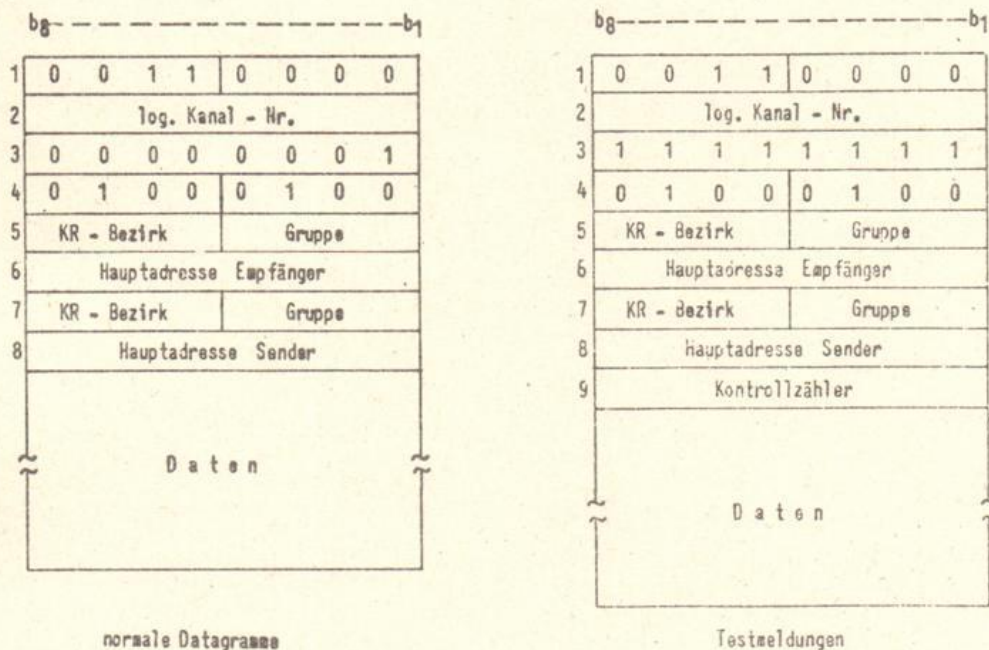 b8 b1
1 0 0 1 1 0 0 0 0
2 log. Kanal - Nr.
3 0 0 0 0 0 0 0 1
4 0 1 0 0 0 1 0 0
5 KR - Bezirk Gruppe
6 Hauptadresse Empfänger
7 KR - Bezirk Gruppe
8 Hauptadresse Sender
Daten
normale Datagramme
b8 b1
1 0 0 1 1 0 0 0 0
2 log. Kanal - Nr.
3 1 1 1 1 1 1 1 1
4 0 1 0 0 0 1 0 0
5 KR - Bezirk Gruppe
6 Hauptadresse Empfänger
7 KR - Bezirk Gruppe
8 Hauptadresse Sender
9 Kontrollzähler
Daten
Testmeldungen